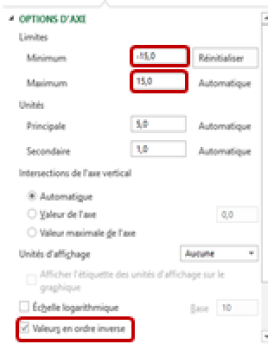 OPTIONS D'AXE
Limites
Minimum -15,0 Réinitialiser
Maximum 15,0 Automatique
Unités
Principale 5,0 Automatique
Secondaire 1,0 Automatique
Intersections de l'axe vertical
Automatique
Valeur de l'axe 0,0
Valeur maximale de l'axe
Unités d'affichage Aucune
Afficher l'étiquette des unités d'affichage sur le
graphique
Échelle logarithmique Base 10
Valeurs en ordre inverse